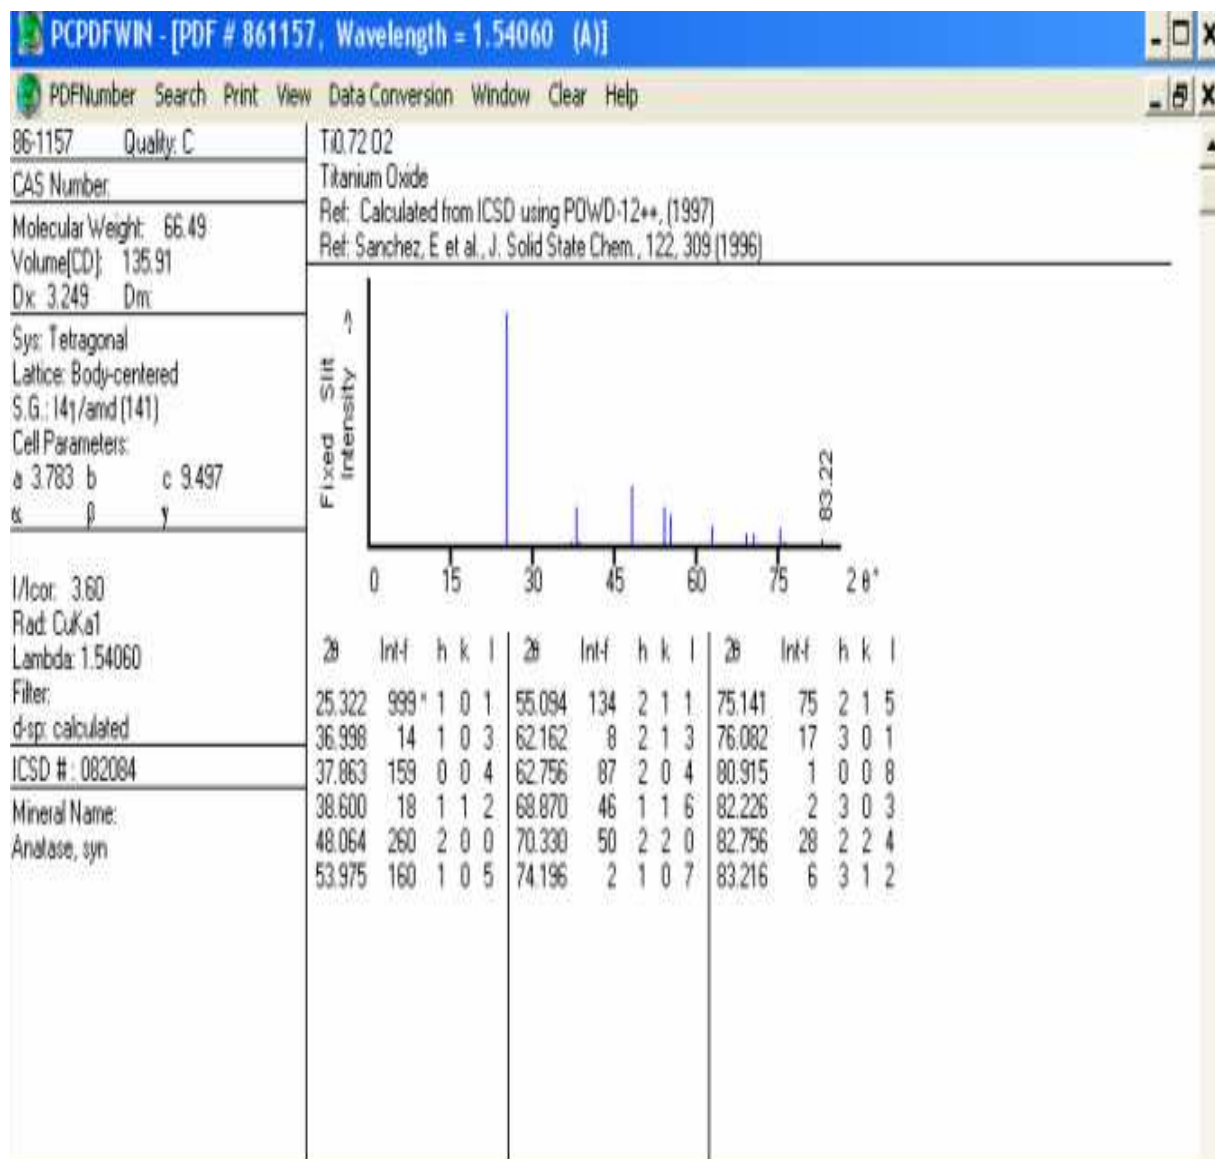 PCPDFWIN - [PDF # 861157, Wavelength = 1.54060 (A)]
PDFNumber Search Print View Data Conversion Window Clear Help
86-1157 Quality: C
CAS Number:
Molecular Weight: 66.49
Volume[CD]: 135.91
Dx: 3.249 Dm:
Sys: Tetragonal
Lattice: Body-centered
S.G.: I41/amd (141)
Cell Parameters:
a 3.783 b c 9.497
α β γ
I/Icor: 3.60
Rad: CuKa1
Lambda: 1.54060
Filter:
d-sp: calculated
ICSD # : 082084
Mineral Name:
Anatase, syn
Ti0.72 O2
Titanium Oxide
Ref: Calculated from ICSD using POWD-12++, (1997)
Ref: Sanchez, E et al., J. Solid State Chem., 122, 309 (1996)
Fixed Slit
Intensity ->
83.22
0 15 30 45 60 75 2θ°
2θ Int-f h k l 2θ Int-f h k l 2θ Int-f h k l
25.322 999* 1 0 1 55.094 134 2 1 1 75.141 75 2 1 5
36.998 14 1 0 3 62.162 8 2 1 3 76.082 17 3 0 1
37.863 159 0 0 4 62.756 87 2 0 4 80.915 1 0 0 8
38.600 18 1 1 2 68.870 46 1 1 6 82.226 2 3 0 3
48.064 260 2 0 0 70.330 50 2 2 0 82.756 28 2 2 4
53.975 160 1 0 5 74.196 2 1 0 7 83.216 6 3 1 2